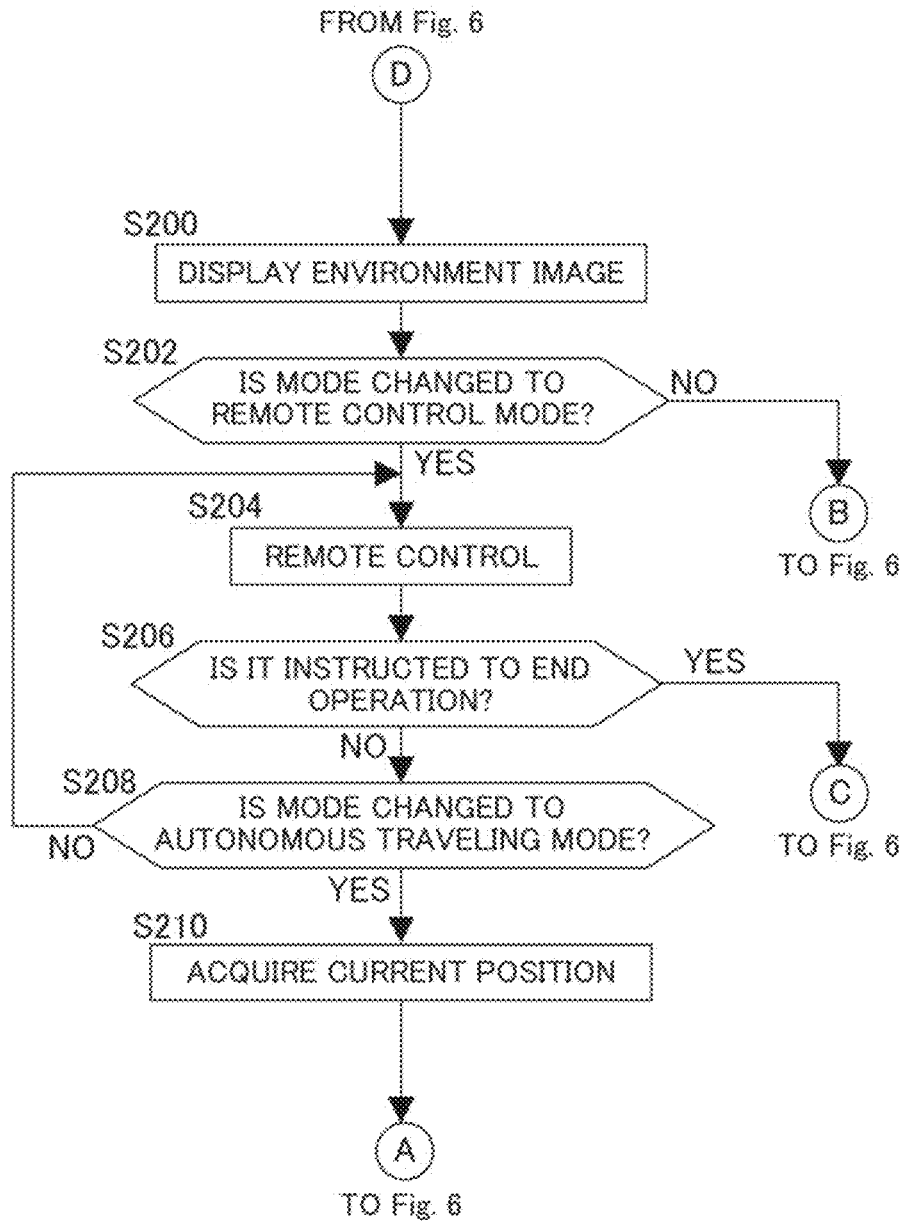 FROM Fig. 6
D
S200
DISPLAY ENVIRONMENT IMAGE
S202
IS MODE CHANGED TO
REMOTE CONTROL MODE?
NO
YES
B
TO Fig. 6
S204
REMOTE CONTROL
S206
IS IT INSTRUCTED TO END
OPERATION?
YES
NO
C
TO Fig. 6
S208
IS MODE CHANGED TO
AUTONOMOUS TRAVELING MODE?
NO
YES
S210
ACQUIRE CURRENT POSITION
A
TO Fig. 6